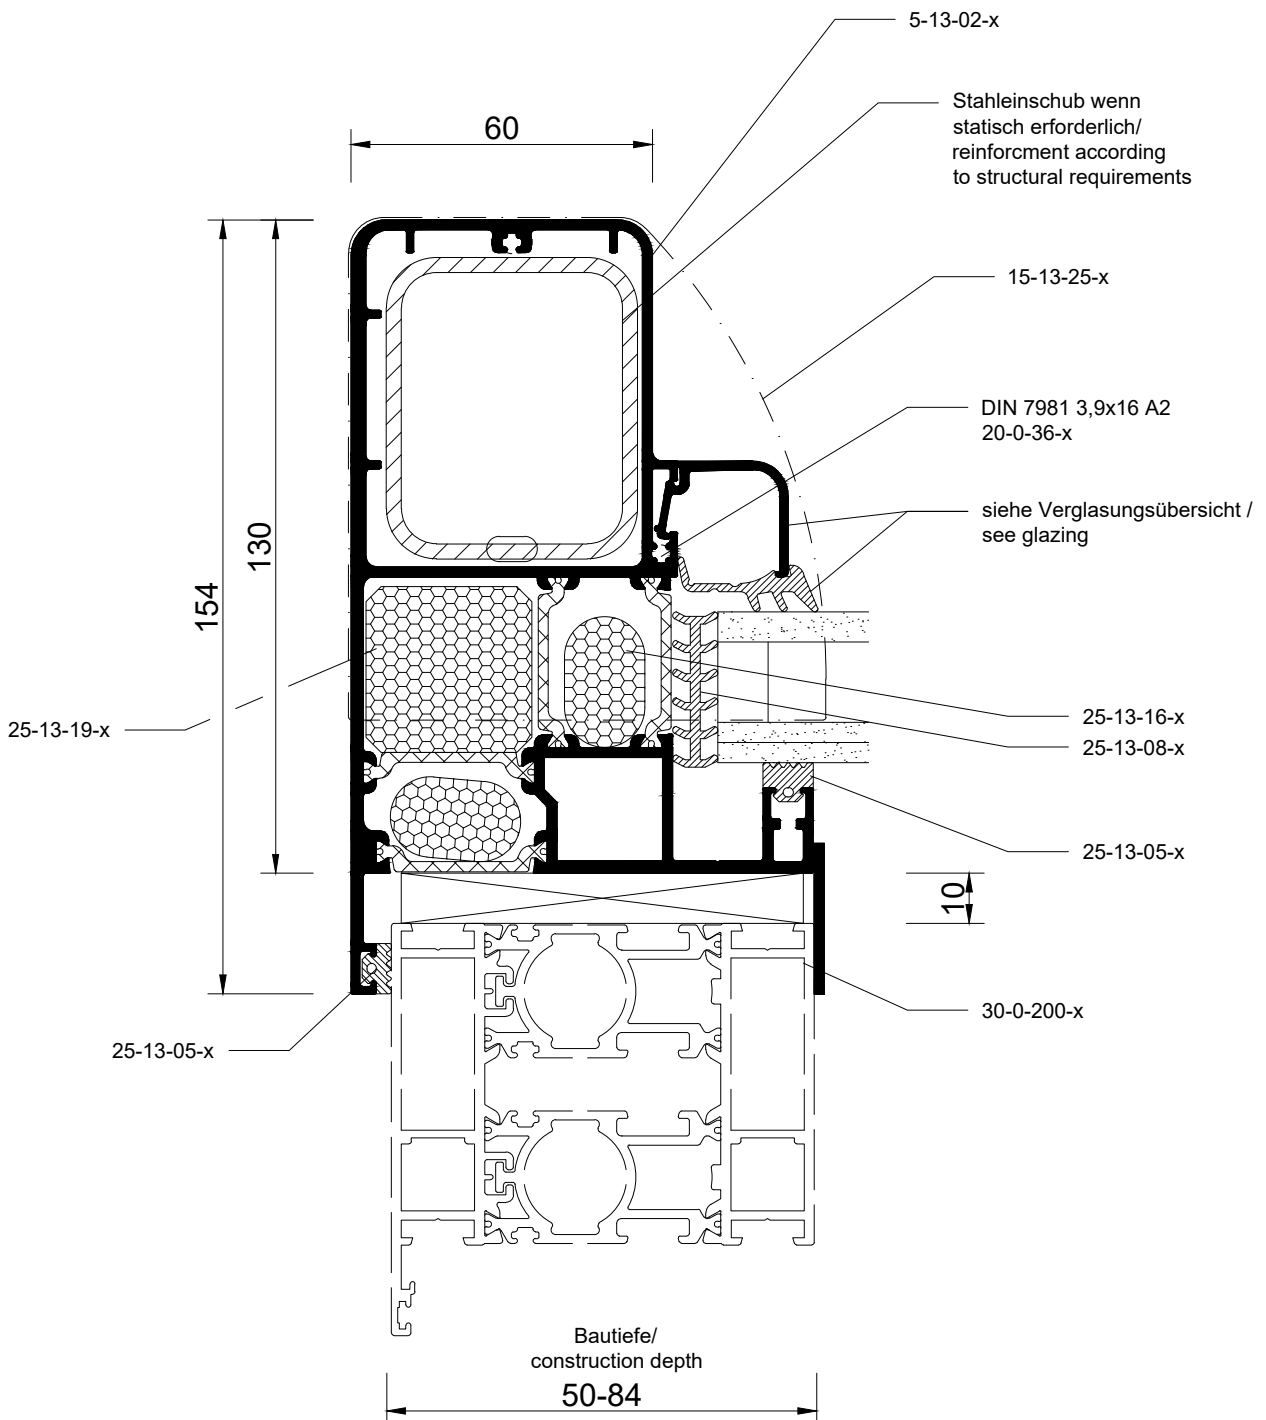 5-13-02-x
Stahleinschub wenn
statisch erforderlich/
reinforcment according
to structural requirements
60
15-13-25-x
DIN 7981 3,9x16 A2
20-0-36-x
siehe Verglasungsübersicht /
see glazing
130
154
25-13-19-x
25-13-16-x
25-13-08-x
25-13-05-x
10
30-0-200-x
25-13-05-x
Bautiefe/
construction depth
50-84